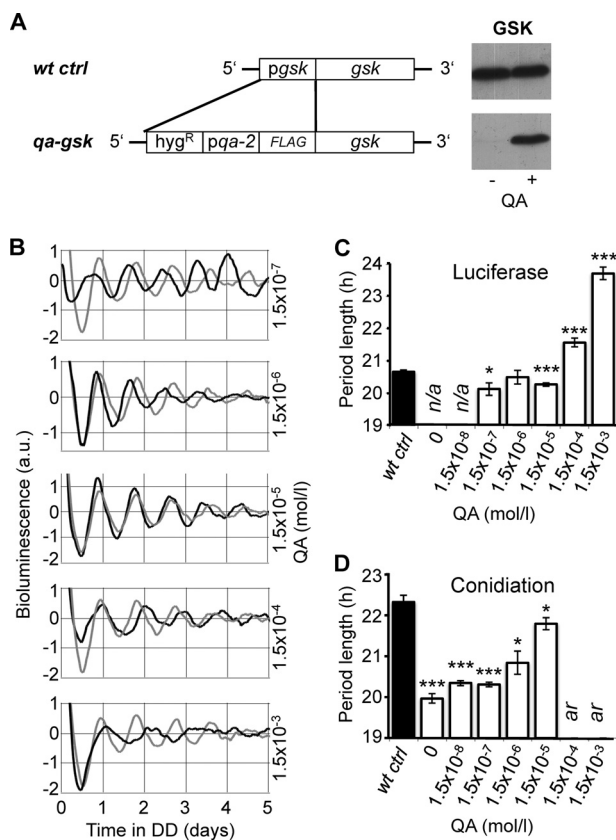 A
GSK
wt ctrl
5‘
pgsk
gsk
3‘
qa-gsk
5‘
hygR
pqa-2
FLAG
gsk
3‘
- +
QA
B
1
0
-1
-2
1.5x10-7
1
0
-1
1.5x10-6
1
0
-1
-2
1.5x10-5
1
0
-1
-2
1.5x10-4
1
0
-1
-2
1.5x10-3
Bioluminescence (a.u.)
QA (mol/l)
0 1 2 3 4 5
Time in DD (days)
C
Luciferase
Period length (h)
24
23
22
21
20
19
n/a
n/a
*
***
***
***
wt ctrl
0
1.5x10-8
1.5x10-7
1.5x10-6
1.5x10-5
1.5x10-4
1.5x10-3
QA (mol/l)
D
Conidiation
Period length (h)
23
22
21
20
19
***
***
***
*
*
ar
ar
wt ctrl
0
1.5x10-8
1.5x10-7
1.5x10-6
1.5x10-5
1.5x10-4
1.5x10-3
QA (mol/l)